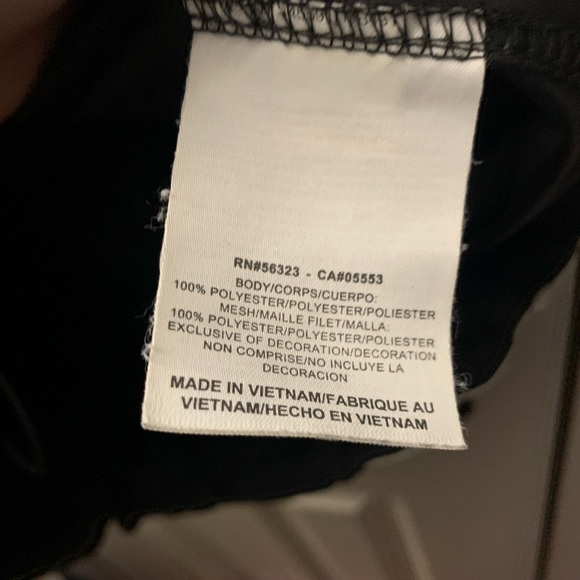 RN#56323 - CA#05553
BODY/CORPS/CUERPO:
100% POLYESTER/POLYESTER/POLIESTER
MESH/MAILLE FILET/MALLA:
100% POLYESTER/POLYESTER/POLIESTER
EXCLUSIVE OF DECORATION/DECORATION
NON COMPRISE/NO INCLUYE LA
DECORACION
MADE IN VIETNAM/FABRIQUE AU
VIETNAM/HECHO EN VIETNAM